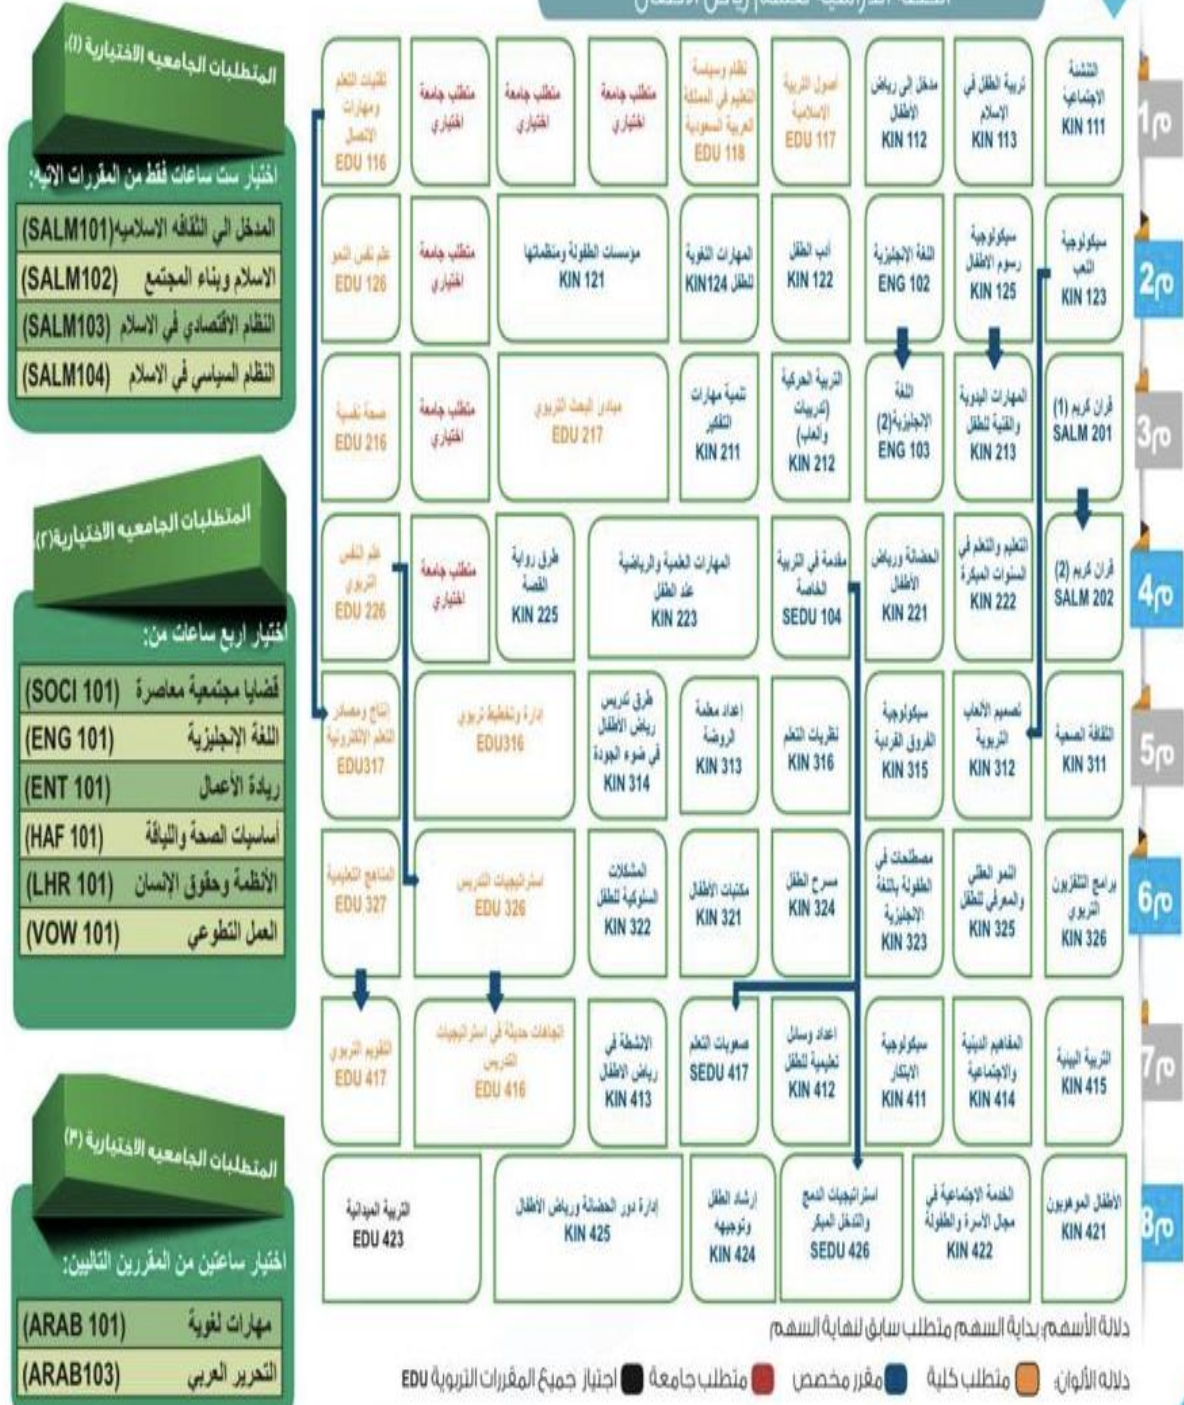 الخطة الدراسية لقسم رياض الأطفال
م1
التنشئة
الاجتماعية
KIN 111
تربية الطفل في
الإسلام
KIN 113
مدخل إلى رياض
الأطفال
KIN 112
اصول التربية
الاسلامية
EDU 117
نظام وسياسة
التعليم في المملكة
العربية السعودية
EDU 118
متطلب جامعة
اختياري
متطلب جامعة
اختياري
متطلب جامعة
اختياري
تقنيات التعلم
ومهارات
الاتصال
EDU 116
م2
سيكولوجية
اللعب
KIN 123
سيكولوجية
رسوم الاطفال
KIN 125
اللغة الإنجليزية
ENG 102
أدب الطفل
KIN 122
المهارات اللغوية
للطفل KIN124
مؤسسات الطفولة ومنظماتها
KIN 121
متطلب جامعة
اختياري
علم نفس النمو
EDU 126
م3
قران كريم (1)
SALM 201
المهارات اليدوية
والفنية للطفل
KIN 213
اللغة
الإنجليزية(2)
ENG 103
التربية الحركية
(تدريبات
وألعاب)
KIN 212
تنمية مهارات
التفكير
KIN 211
مبادئ البحث التربوي
EDU 217
متطلب جامعة
اختياري
صحة نفسية
EDU 216
م4
قران كريم (2)
SALM 202
التعليم والتعلم في
السنوات المبكرة
KIN 222
الحضانة ورياض
الأطفال
KIN 221
مقدمة في التربية
الخاصة
SEDU 104
المهارات العلمية والرياضية
عند الطفل
KIN 223
طرق رواية
القصة
KIN 225
متطلب جامعة
اختياري
علم النفس
التربوي
EDU 226
م5
الثقافة الصحية
KIN 311
تصميم الألعاب
التربوية
KIN 312
سيكولوجية
الفروق الفردية
KIN 315
نظريات التعلم
KIN 316
إعداد معلمة
الروضة
KIN 313
طرق تدريس
رياض الأطفال
في ضوء الجودة
KIN 314
إدارة وتخطيط تربوي
EDU316
إنتاج ومصادر
التعلم الالكترونية
EDU317
م6
برامج التلفزيون
التربوي
KIN 326
النمو العقلي
والمعرفي للطفل
KIN 325
مصطلحات في
الطفولة باللغة
الإنجليزية
KIN 323
مسرح الطفل
KIN 324
مكتبات الأطفال
KIN 321
المشكلات
السلوكية للطفل
KIN 322
استراتيجيات التدريس
EDU 326
المناهج التعليمية
EDU 327
م7
التربية البيئية
KIN 415
المفاهيم الدينية
والاجتماعية
KIN 414
سيكولوجية
الابتكار
KIN 411
اعداد وسائل
تعليمية للطفل
KIN 412
صعوبات التعلم
SEDU 417
الأنشطة في
رياض الاطفال
KIN 413
اتجاهات حديثة في استراتيجيات
التدريس
EDU 416
التقويم التربوي
EDU 417
م8
الأطفال الموهوبون
KIN 421
الخدمة الاجتماعية في
مجال الأسرة والطفولة
KIN 422
استراتيجيات الدمج
والتدخل المبكر
SEDU 426
إرشاد الطفل
وتوجيهه
KIN 424
إدارة دور الحضانة ورياض الأطفال
KIN 425
التربية الميدانية
EDU 423
دلالة الأسهم: بداية السهم متطلب سابق لنهاية السهم
دلالة الألوان: متطلب كلية مقرر مخصص متطلب جامعة اجتياز جميع المقررات التربوية EDU
المتطلبات الجامعيه الاختيارية (١)
اختيار ست ساعات فقط من المقررات الاتيه:
المدخل الي الثقافه الاسلاميه (SALM101)
الاسلام وبناء المجتمع (SALM102)
النظام الاقتصادي في الاسلام (SALM103)
النظام السياسي في الاسلام (SALM104)
المتطلبات الجامعيه الاختيارية (٢)
اختيار اربع ساعات من:
قضايا مجتمعية معاصرة (SOCI 101)
اللغة الإنجليزية (ENG 101)
ريادة الأعمال (ENT 101)
أساسيات الصحة واللياقة (HAF 101)
الأنظمة وحقوق الإنسان (LHR 101)
العمل التطوعي (VOW 101)
المتطلبات الجامعيه الاختيارية (٣)
اختيار ساعتين من المقررين التاليين:
مهارات لغوية (ARAB 101)
التحرير العربي (ARAB103)